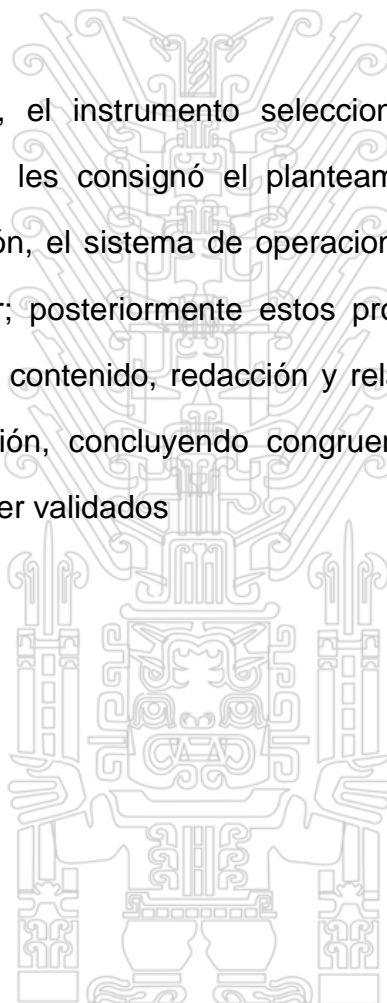 , el instrumento seleccion
les consignó el planteam
ón, el sistema de operacion
r; posteriormente estos pro
contenido, redacción y rela
ión, concluyendo congruen
er validados